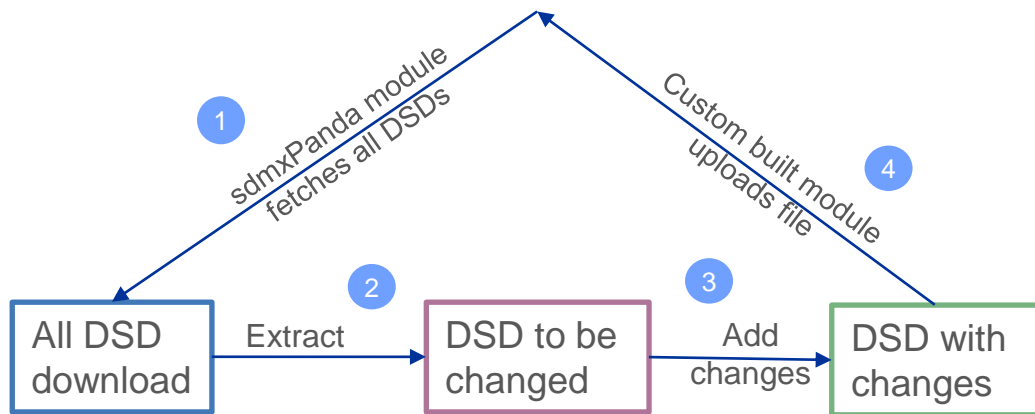 1
sdmxPanda module
fetches all DSDs
Custom built module
uploads file
4
2
3
All DSD
download
Extract
DSD to be
changed
Add
changes
DSD with
changes